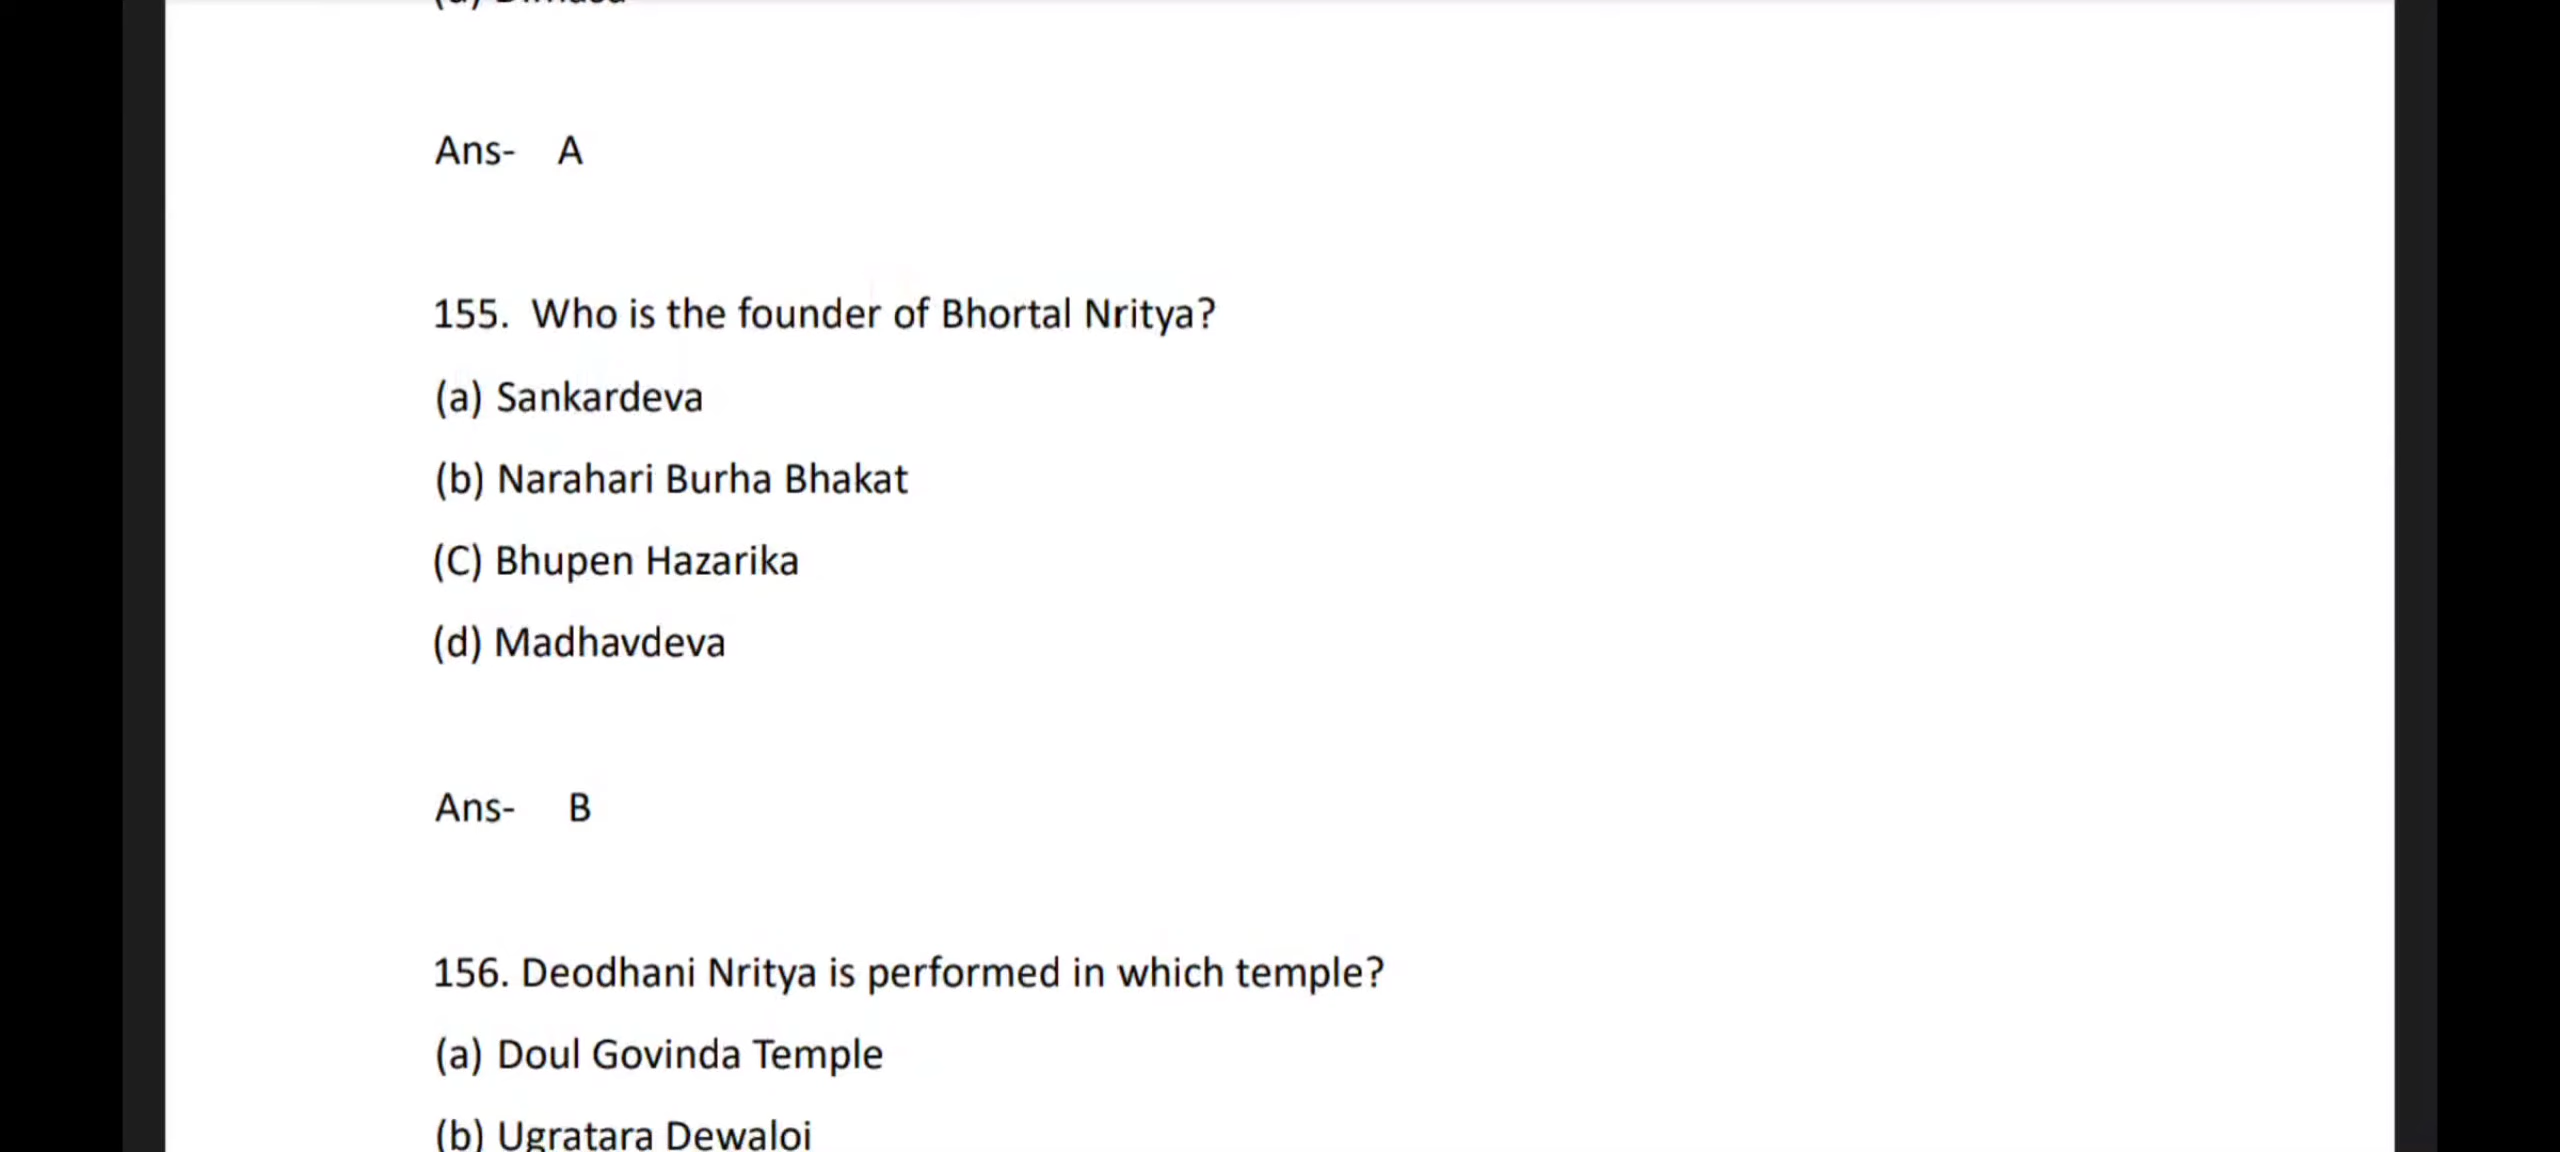 Ans- A
155. Who is the founder of Bhortal Nritya?
(a) Sankardeva
(b) Narahari Burha Bhakat
(C) Bhupen Hazarika
(d) Madhavdeva
Ans- B
156. Deodhani Nritya is performed in which temple?
(a) Doul Govinda Temple
(b) Ugratara Dewaloi